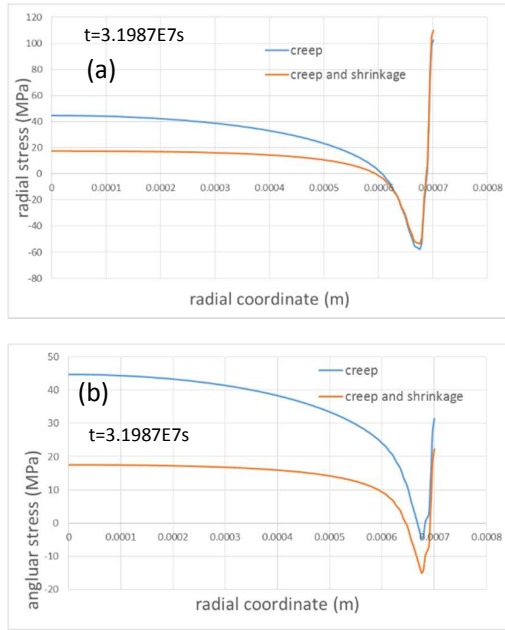 120
t=3.1987E7s
creep
100
(a)
creep and shrinkage
80
60
40
20
0
0 0.0001 0.0002 0.0003 0.0004 0.0005 0.0006 0.0007 0.0008
-20
-40
-60
-80
radial stress (MPa)
radial coordinate (m)
50
(b)
creep
40
creep and shrinkage
t=3.1987E7s
30
20
10
0
0 0.0001 0.0002 0.0003 0.0004 0.0005 0.0006 0.0007 0.0008
-10
-20
angluar stress (MPa)
radial coordinate (m)